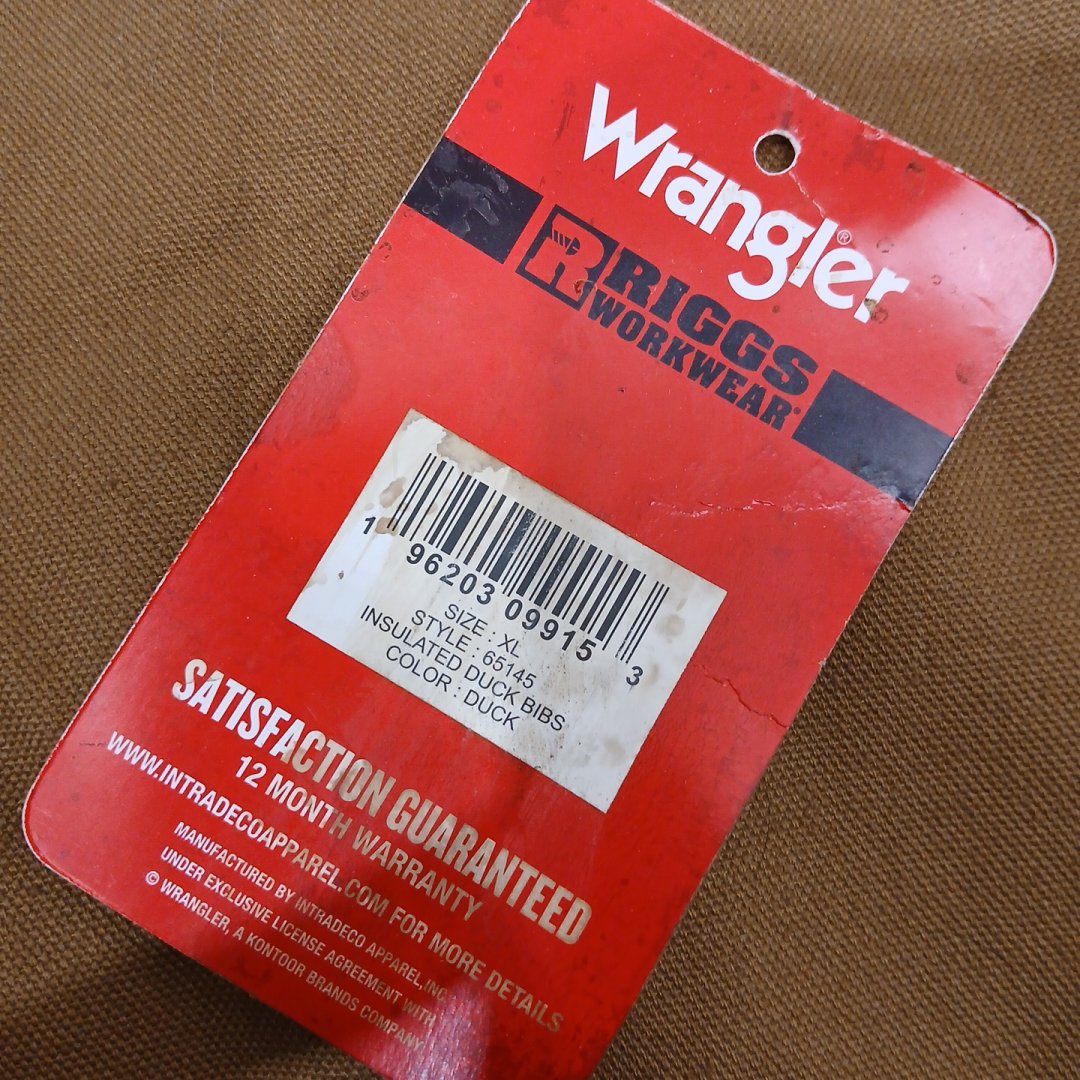 Wrangler®
RIGGS
WORKWEAR®
1 96203 09915 3
SIZE : XL
STYLE : 65145
INSULATED DUCK BIBS
COLOR : DUCK
SATISFACTION GUARANTEED
12 MONTH WARRANTY
WWW.INTRADECOAPPAREL.COM FOR MORE DETAILS
MANUFACTURED BY INTRADECO APPAREL, INC.
UNDER EXCLUSIVE LICENSE AGREEMENT WITH
© WRANGLER, A KONTOOR BRANDS COMPANY